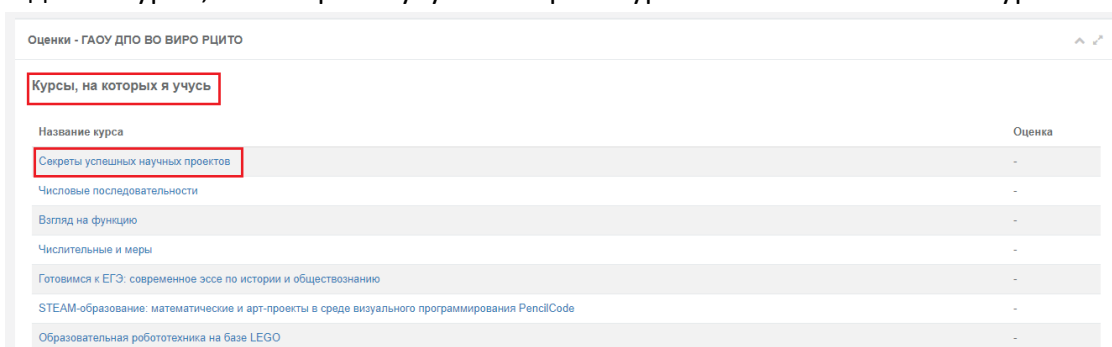 Оценки - ГАОУ ДПО ВО ВИРО РЦИТО
Курсы, на которых я учусь
Название курса Оценка
Секреты успешных научных проектов -
Числовые последовательности -
Взгляд на функцию -
Числительные и меры -
Готовимся к ЕГЭ: современное эссе по истории и обществознанию -
STEAM-образование: математические и арт-проекты в среде визуального программирования PencilCode -
Образовательная робототехника на базе LEGO -